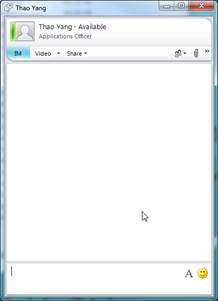 Thao Yang
Thao Yang - Available
Applications Officer
IM Video Share
A